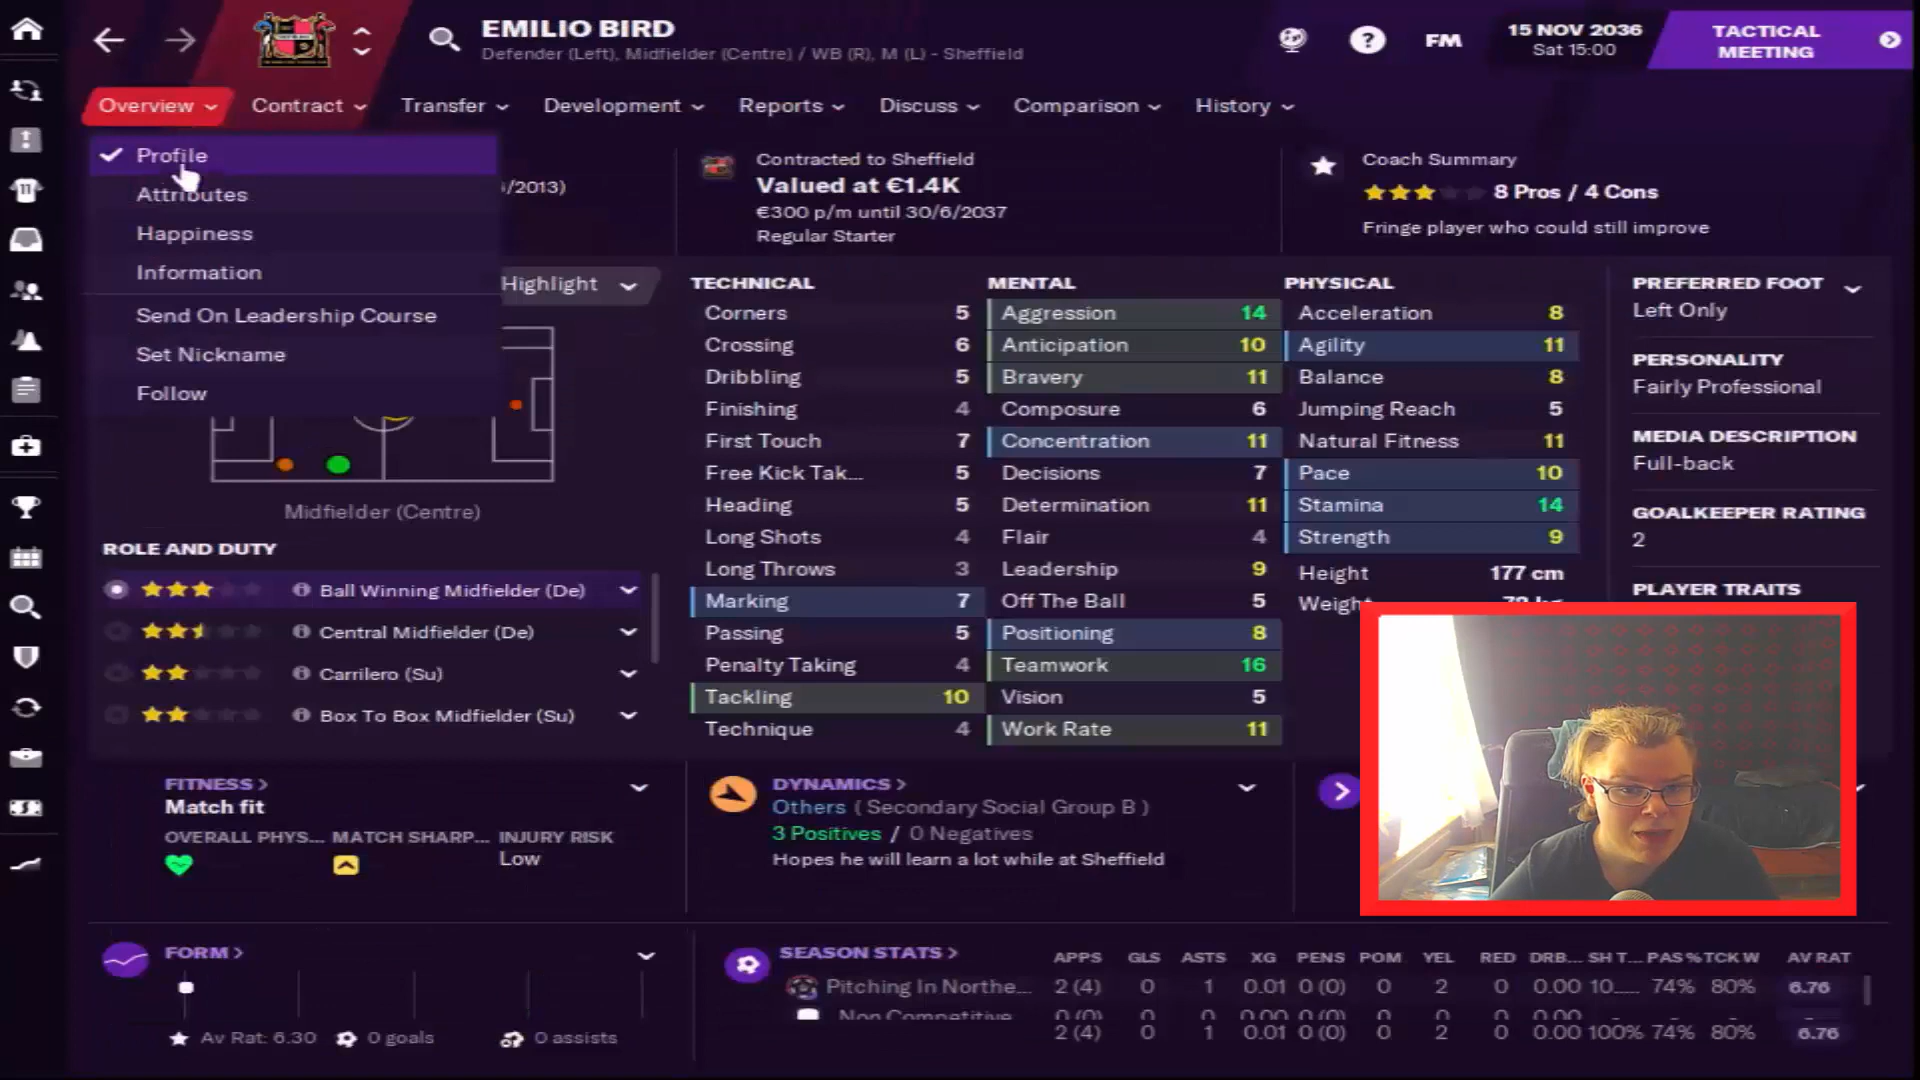 EMILIO BIRD
Defender (Left), Midfielder (Centre) / WB (R), M (L) - Sheffield
FM
15 NOV 2036
Sat 15:00
TACTICAL
MEETING
Overview
Contract
Transfer
Development
Reports
Discuss
Comparison
History
Profile
Attributes
Happiness
Information
Send On Leadership Course
Set Nickname
Follow
/2013)
Contracted to Sheffield
Valued at €1.4K
€300 p/m until 30/6/2037
Regular Starter
Coach Summary
8 Pros / 4 Cons
Fringe player who could still improve
Highlight
Midfielder (Centre)
ROLE AND DUTY
Ball Winning Midfielder (De)
Central Midfielder (De)
Carrilero (Su)
Box To Box Midfielder (Su)
TECHNICAL
Corners 5
Crossing 6
Dribbling 5
Finishing 4
First Touch 7
Free Kick Tak... 5
Heading 5
Long Shots 4
Long Throws 3
Marking 7
Passing 5
Penalty Taking 4
Tackling 10
Technique 4
MENTAL
Aggression 14
Anticipation 10
Bravery 11
Composure 6
Concentration 11
Decisions 7
Determination 11
Flair 4
Leadership 9
Off The Ball 5
Positioning 8
Teamwork 16
Vision 5
Work Rate 11
PHYSICAL
Acceleration 8
Agility 11
Balance 8
Jumping Reach 5
Natural Fitness 11
Pace 10
Stamina 14
Strength 9
Height 177 cm
Weight
PREFERRED FOOT
Left Only
PERSONALITY
Fairly Professional
MEDIA DESCRIPTION
Full-back
GOALKEEPER RATING
2
PLAYER TRAITS
FITNESS >
Match fit
OVERALL PHYS... MATCH SHARP... INJURY RISK
Low
DYNAMICS >
Others ( Secondary Social Group B )
3 Positives / 0 Negatives
Hopes he will learn a lot while at Sheffield
FORM >
Av Rat: 6.30 0 goals 0 assists
SEASON STATS >
APPS GLS ASTS XG PENS POM YEL RED DRB... SH T... PAS % TCK W AV RAT
Pitching In Northe... 2 (4) 0 1 0.01 0 (0) 0 2 0 0.00 10... 74% 80% 6.76
Non Competitive
2 (4) 0 1 0.01 0 (0) 0 2 0 0.00 100% 74% 80% 6.76